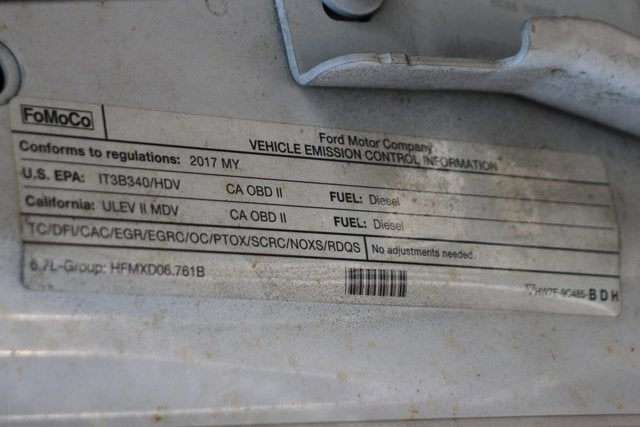 FoMoCo
Ford Motor Company
VEHICLE EMISSION CONTROL INFORMATION
Conforms to regulations: 2017 MY
U.S. EPA: IT3B340/HDV CA OBD II FUEL: Diesel
California: ULEV II MDV CA OBD II FUEL: Diesel
TC/DFI/CAC/EGR/EGRC/OC/PTOX/SCRC/NOXS/RDQS No adjustments needed.
6.7L-Group: HFMXD06.761B
HW7E-9C485-BDH